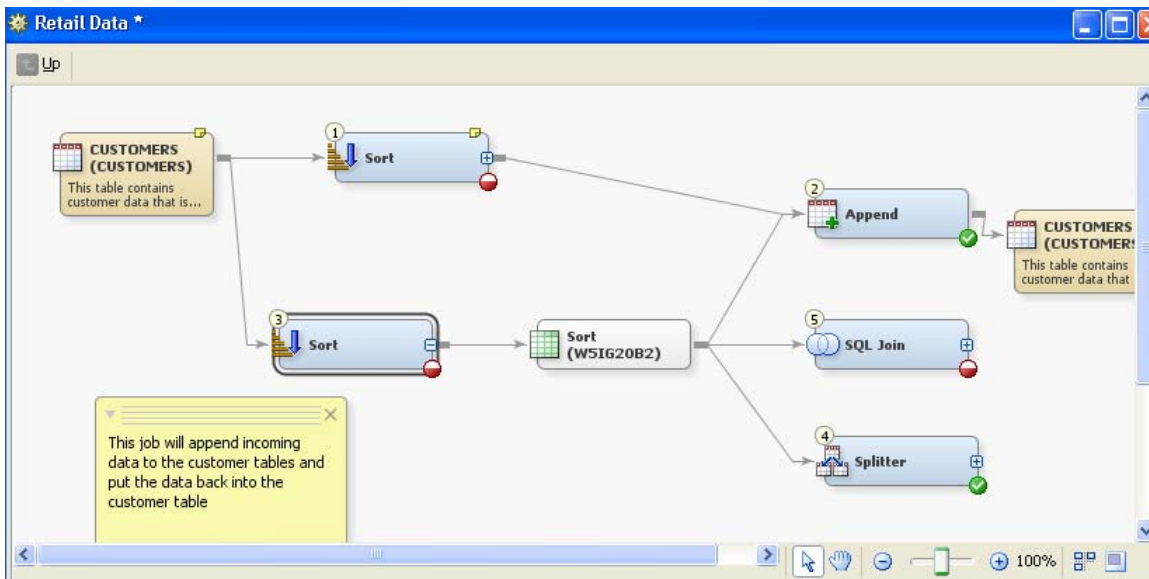 Retail Data *
Up
CUSTOMERS
(CUSTOMERS)
This table contains
customer data that is...
1
Sort
2
Append
CUSTOMERS
(CUSTOMERS
This table contains
customer data that
3
Sort
Sort
(W5IG20B2)
5
SQL Join
4
Splitter
This job will append incoming
data to the customer tables and
put the data back into the
customer table
100%